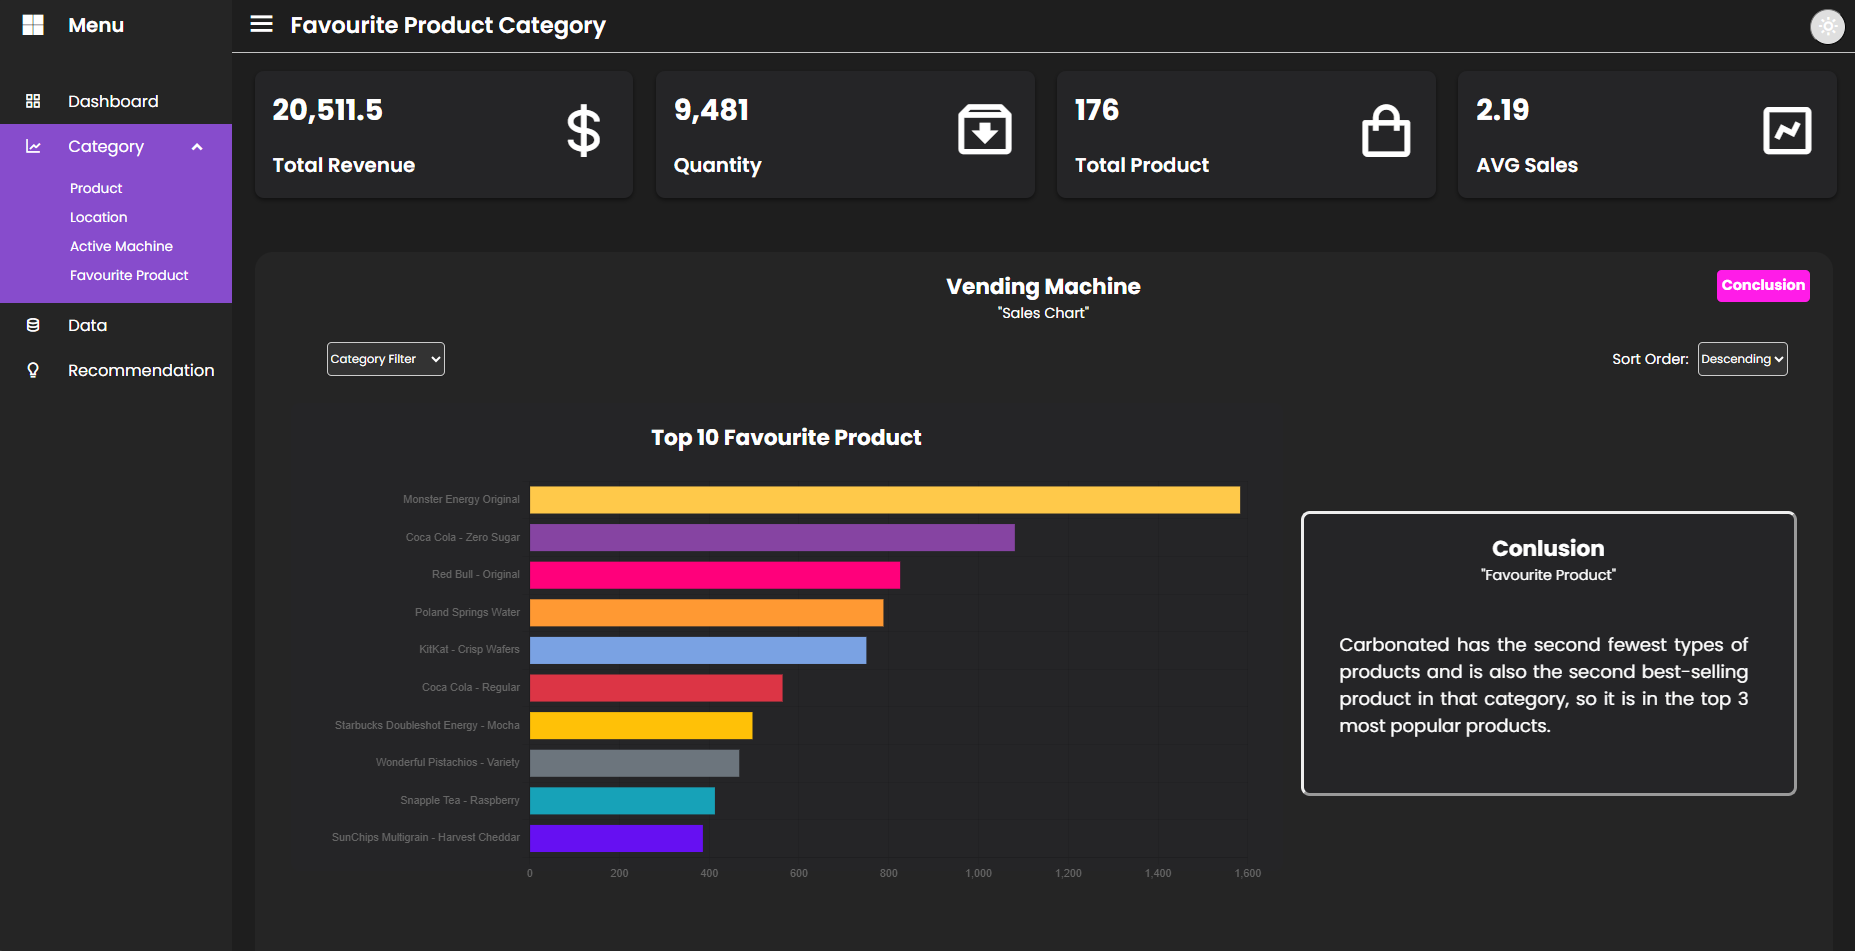 Menu
Dashboard
Category
Product
Location
Active Machine
Favourite Product
Data
Recommendation
Favourite Product Category
20,511.5
Total Revenue
9,481
Quantity
176
Total Product
2.19
AVG Sales
Vending Machine
"Sales Chart"
Conclusion
Category Filter
Sort Order: Descending
Top 10 Favourite Product
Monster Energy Original
Coca Cola - Zero Sugar
Red Bull - Original
Poland Springs Water
KitKat - Crisp Wafers
Coca Cola - Regular
Starbucks Doubleshot Energy - Mocha
Wonderful Pistachios - Variety
Snapple Tea - Raspberry
SunChips Multigrain - Harvest Cheddar
0 200 400 600 800 1,000 1,200 1,400 1,600
Conlusion
"Favourite Product"
Carbonated has the second fewest types of
products and is also the second best-selling
product in that category, so it is in the top 3
most popular products.